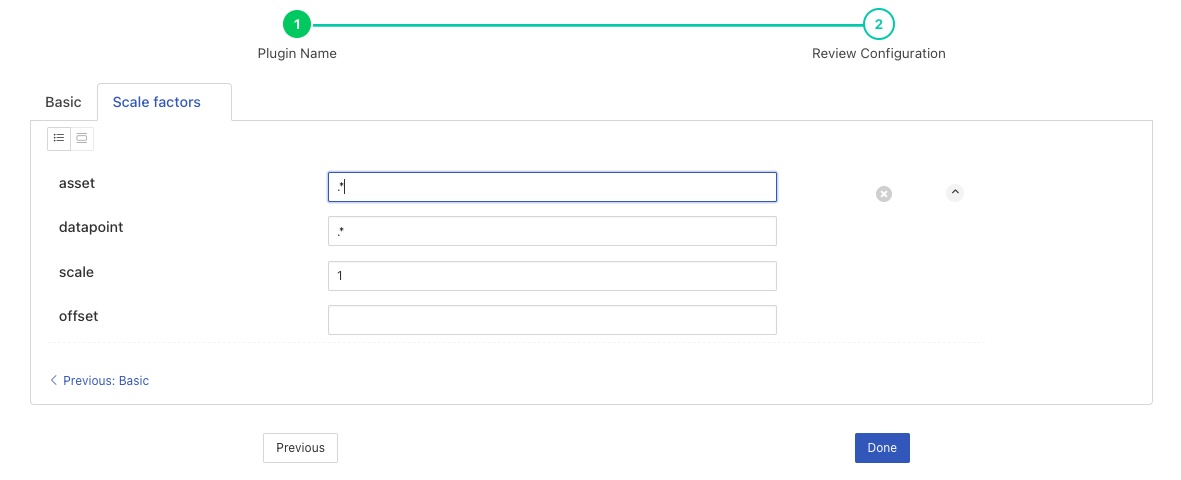 1
2
Plugin Name
Review Configuration
Basic
Scale factors
asset
.*
datapoint
.*
scale
1
offset
Previous: Basic
Previous
Done